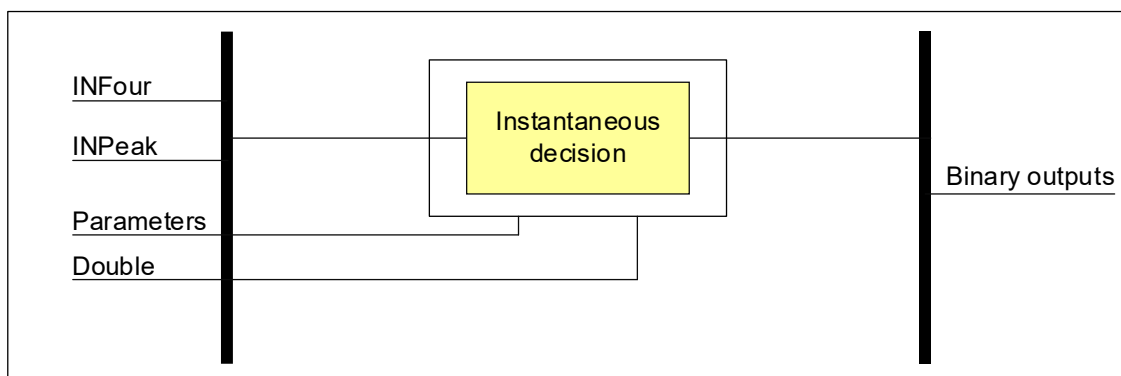 INFour
INPeak
Parameters
Double
Instantaneous
decision
Binary outputs